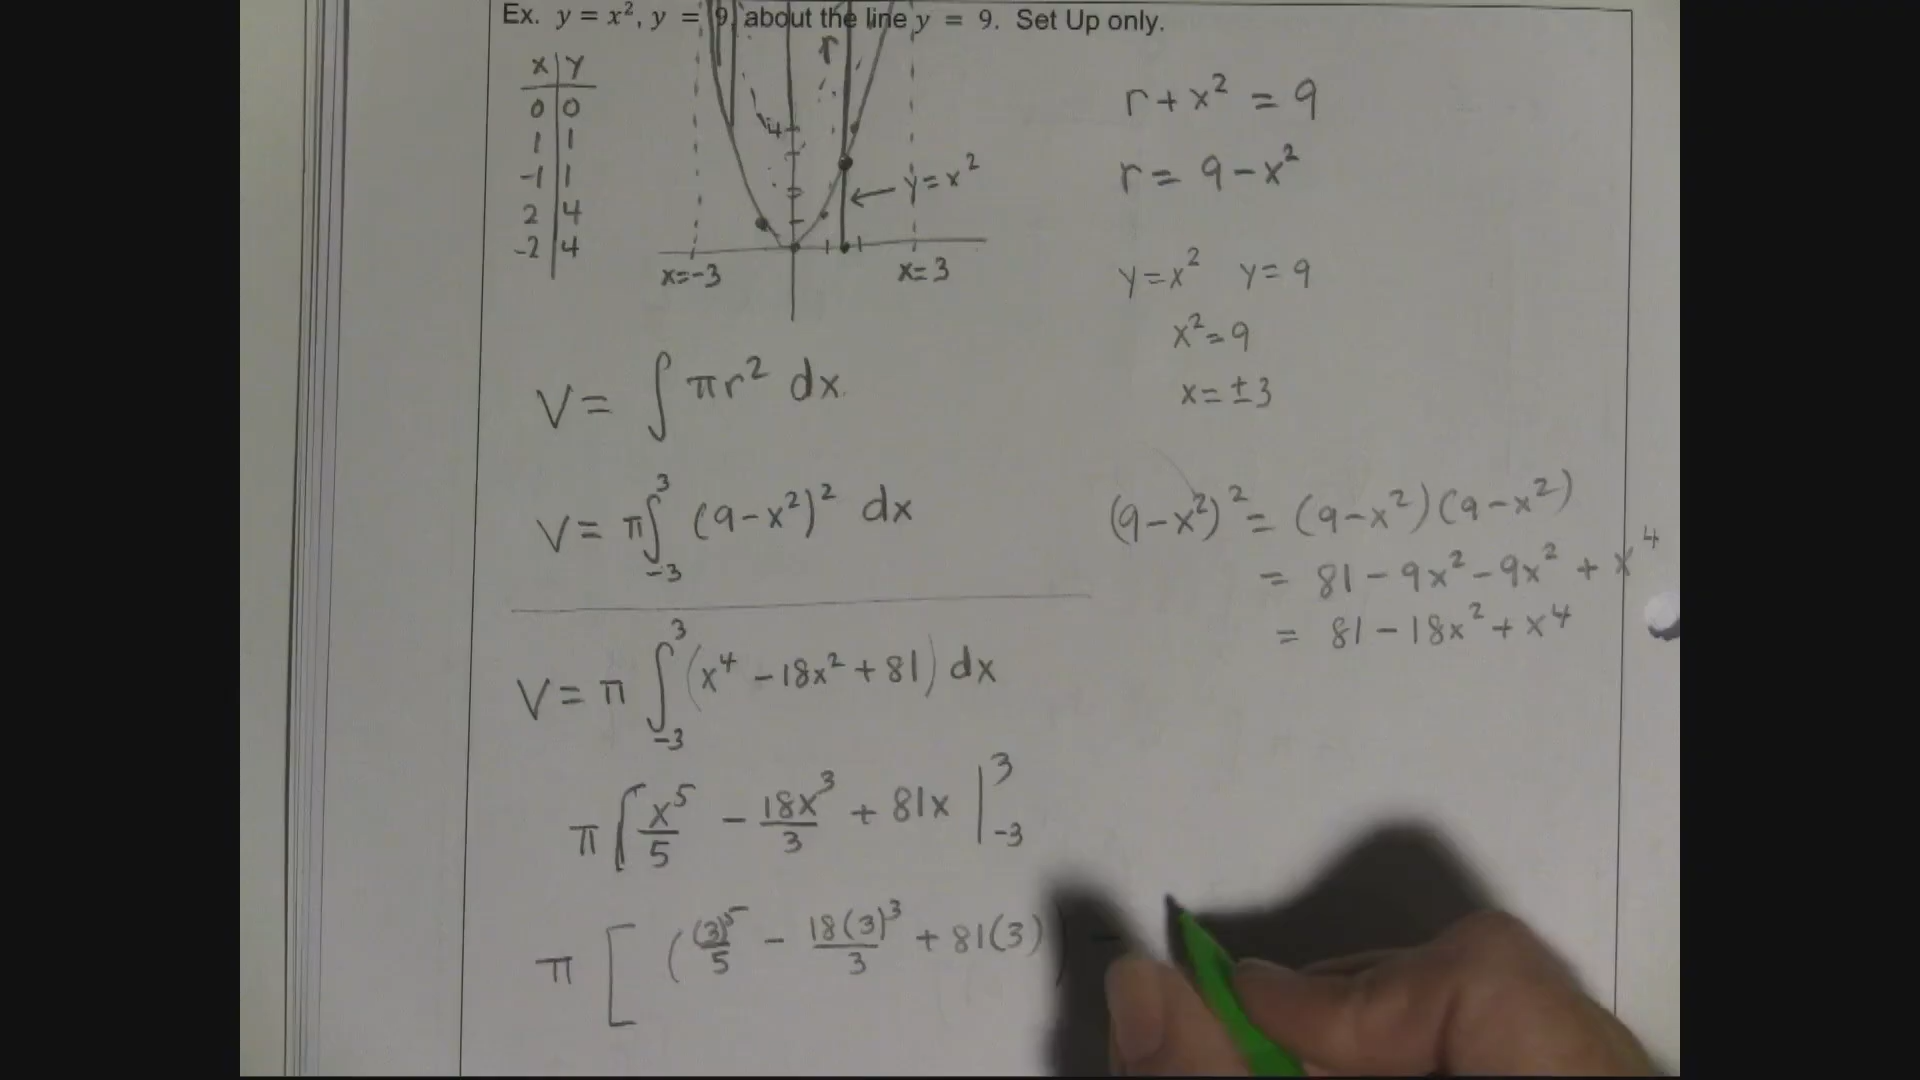 Ex. y = x², y = 9, about the line y = 9. Set Up only.
x | y
0 | 0
1 | 1
-1 | 1
2 | 4
-2 | 4
r
4
y = x²
x = -3
x = 3
r + x² = 9
r = 9 - x²
y = x² y = 9
x² = 9
x = ±3
V = ∫ πr² dx
V = π∫₋₃³ (9-x²)² dx
(9-x²)² = (9-x²)(9-x²)
= 81 - 9x² - 9x² + x⁴
= 81 - 18x² + x⁴
V = π ∫₋₃³ (x⁴ - 18x² + 81) dx
π [x⁵/5 - 18x³/3 + 81x |₋₃³
π [ ((3)⁵/5 - 18(3)³/3 + 81(3)) -